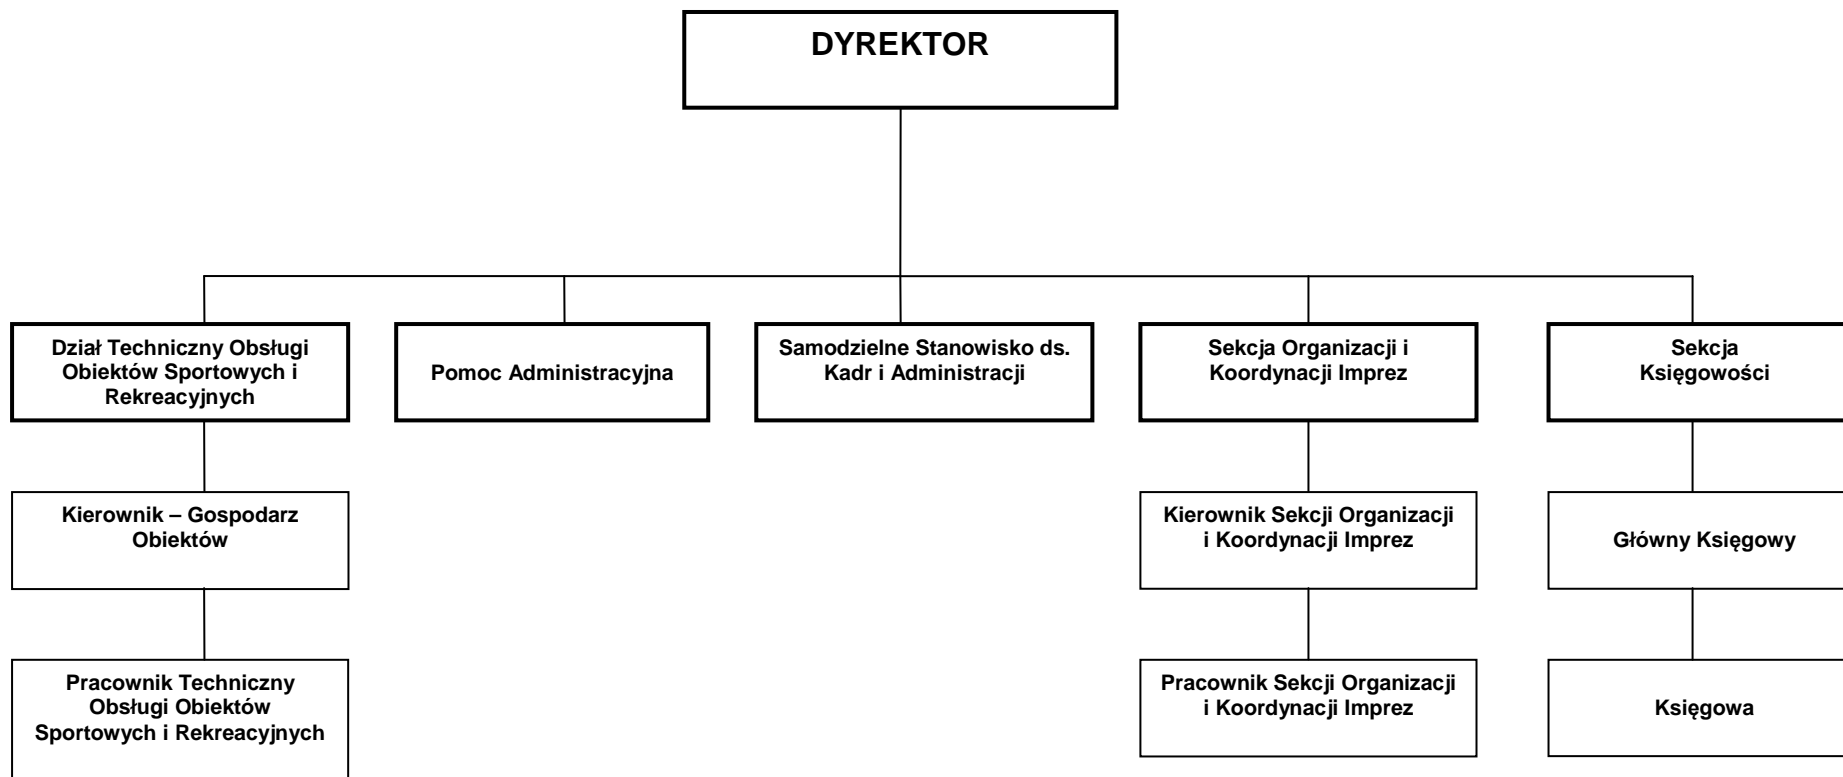 DYREKTOR
Dział Techniczny Obsługi
Obiektów Sportowych i
Rekreacyjnych
Pomoc Administracyjna
Samodzielne Stanowisko ds.
Kadr i Administracji
Sekcja Organizacji i
Koordynacji Imprez
Sekcja
Księgowości
Kierownik – Gospodarz
Obiektów
Kierownik Sekcji Organizacji
i Koordynacji Imprez
Główny Księgowy
Pracownik Techniczny
Obsługi Obiektów
Sportowych i Rekreacyjnych
Pracownik Sekcji Organizacji
i Koordynacji Imprez
Księgowa